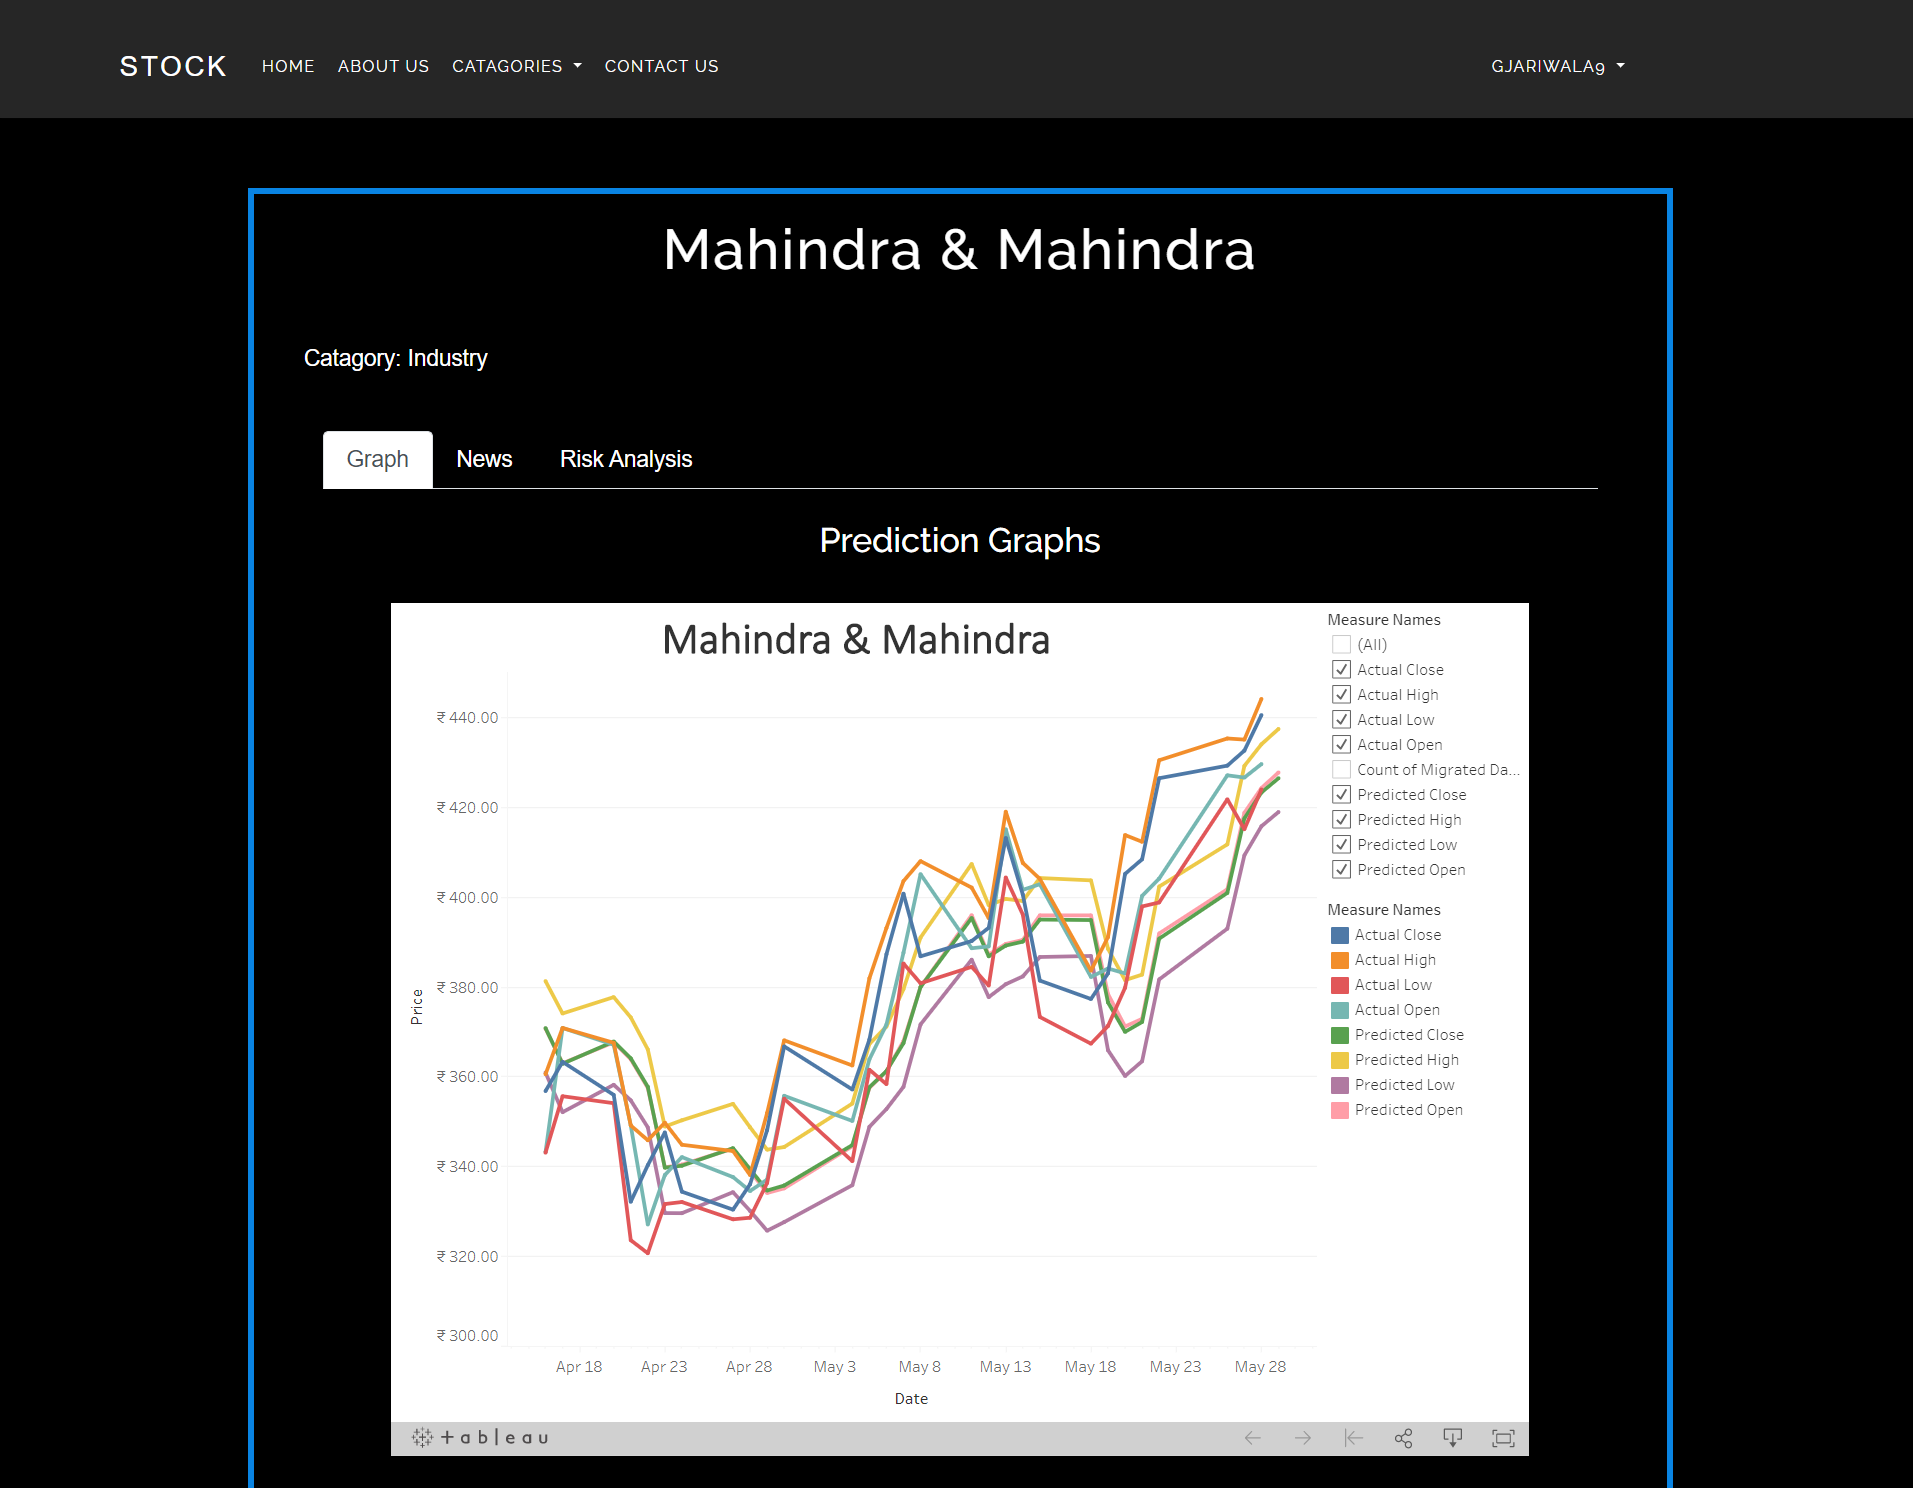 STOCK HOME ABOUT US CATAGORIES CONTACT US GJARIWALA9
Mahindra & Mahindra
Catagory: Industry
Graph News Risk Analysis
Prediction Graphs
Mahindra & Mahindra
Measure Names
(All)
Actual Close
Actual High
Actual Low
Actual Open
Count of Migrated Da...
Predicted Close
Predicted High
Predicted Low
Predicted Open
Measure Names
Actual Close
Actual High
Actual Low
Actual Open
Predicted Close
Predicted High
Predicted Low
Predicted Open
Price
₹ 440.00
₹ 420.00
₹ 400.00
₹ 380.00
₹ 360.00
₹ 340.00
₹ 320.00
₹ 300.00
Apr 18 Apr 23 Apr 28 May 3 May 8 May 13 May 18 May 23 May 28
Date
+ableau